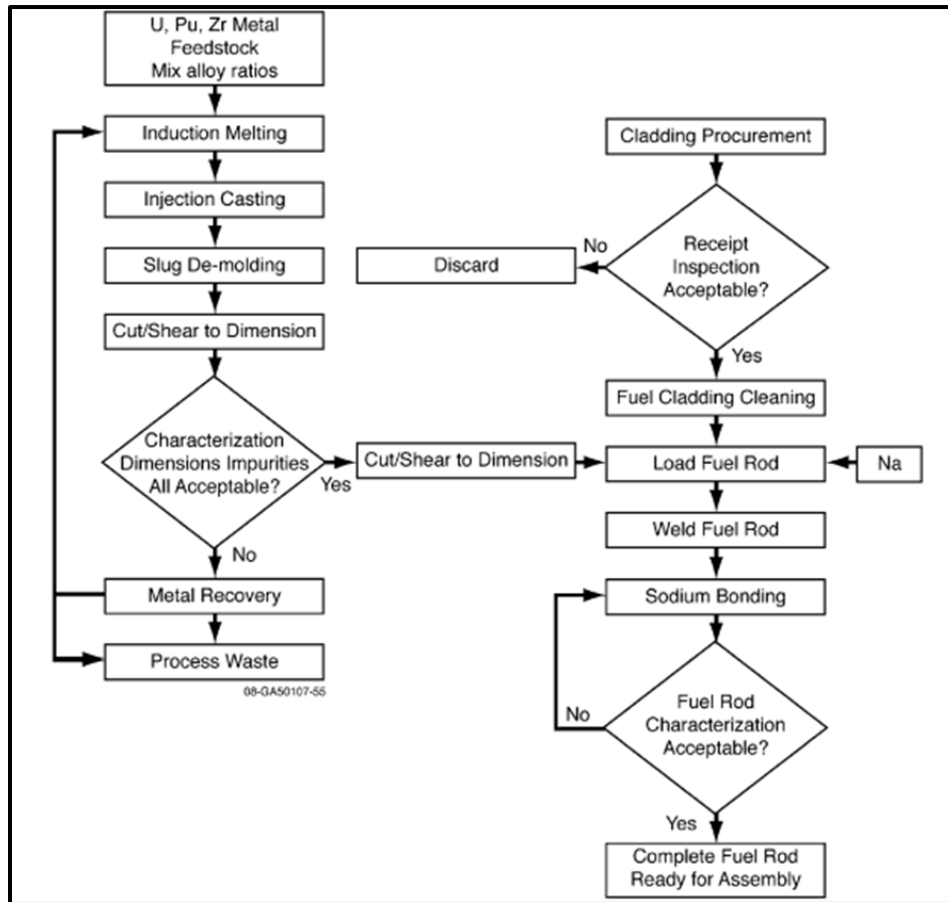 U, Pu, Zr Metal
Feedstock
Mix alloy ratios
Induction Melting
Injection Casting
Slug De-molding
Cut/Shear to Dimension
Characterization
Dimensions Impurities
All Acceptable?
Yes
No
Metal Recovery
Process Waste
08-GA50107-55
Cut/Shear to Dimension
Cladding Procurement
Receipt
Inspection
Acceptable?
No
Discard
Yes
Fuel Cladding Cleaning
Load Fuel Rod
Na
Weld Fuel Rod
Sodium Bonding
Fuel Rod
Characterization
Acceptable?
No
Yes
Complete Fuel Rod
Ready for Assembly